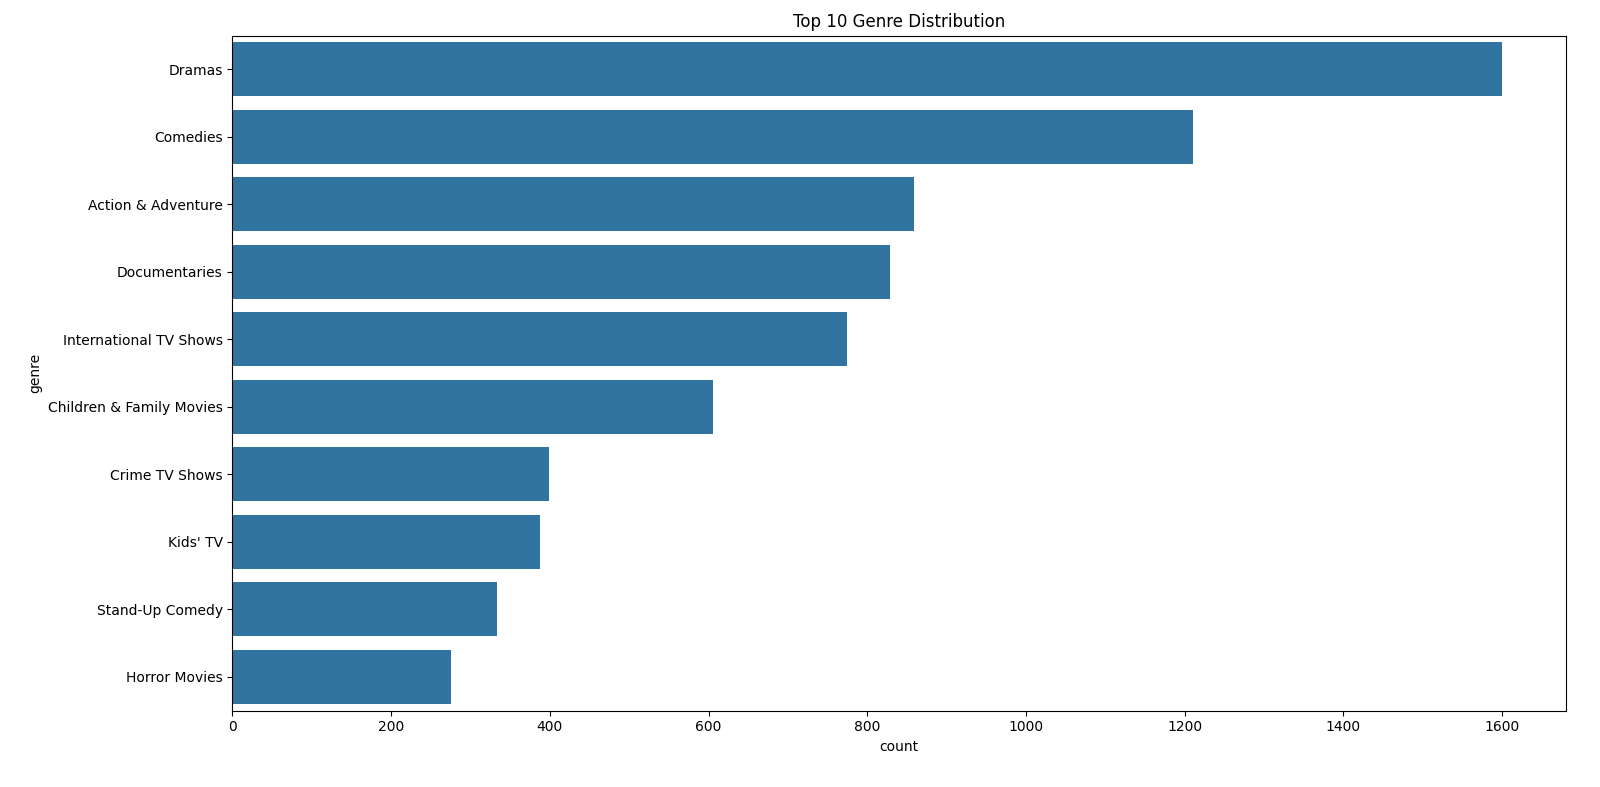 Top 10 Genre Distribution
genre
Dramas
Comedies
Action & Adventure
Documentaries
International TV Shows
Children & Family Movies
Crime TV Shows
Kids' TV
Stand-Up Comedy
Horror Movies
0 200 400 600 800 1000 1200 1400 1600
count